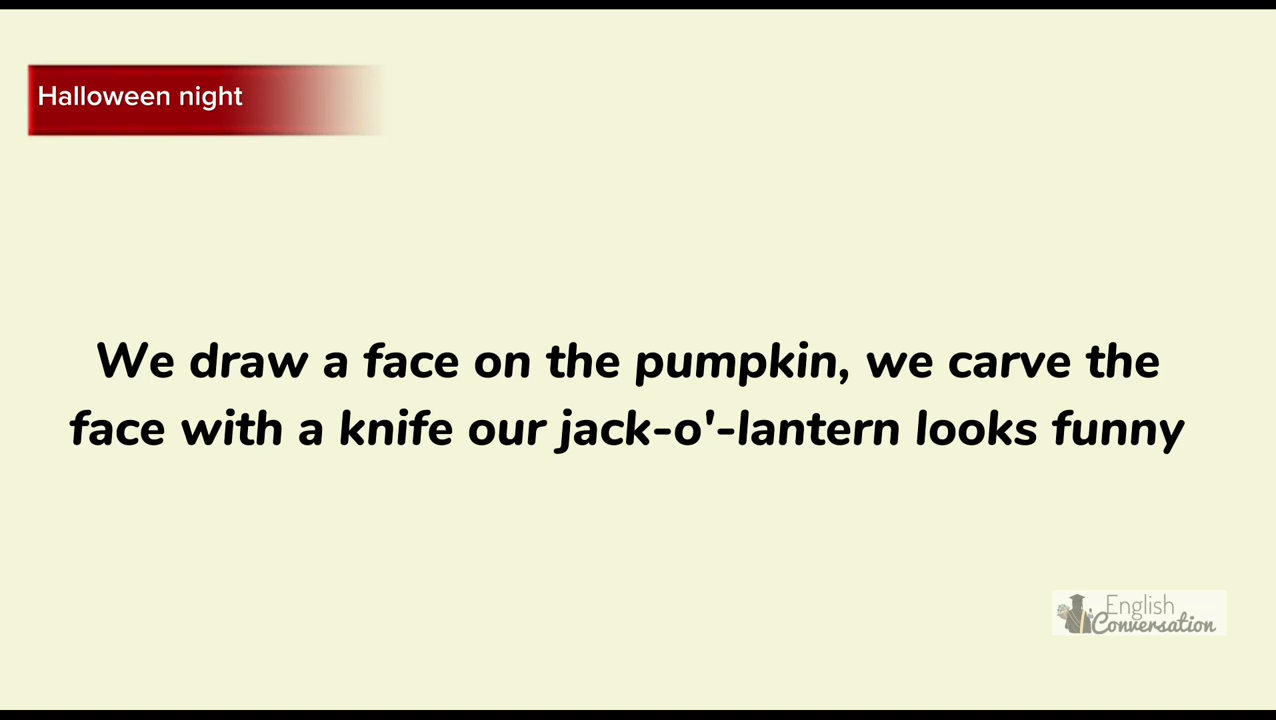 Halloween night
We draw a face on the pumpkin, we carve the
face with a knife our jack-o'-lantern looks funny
English
Conversation